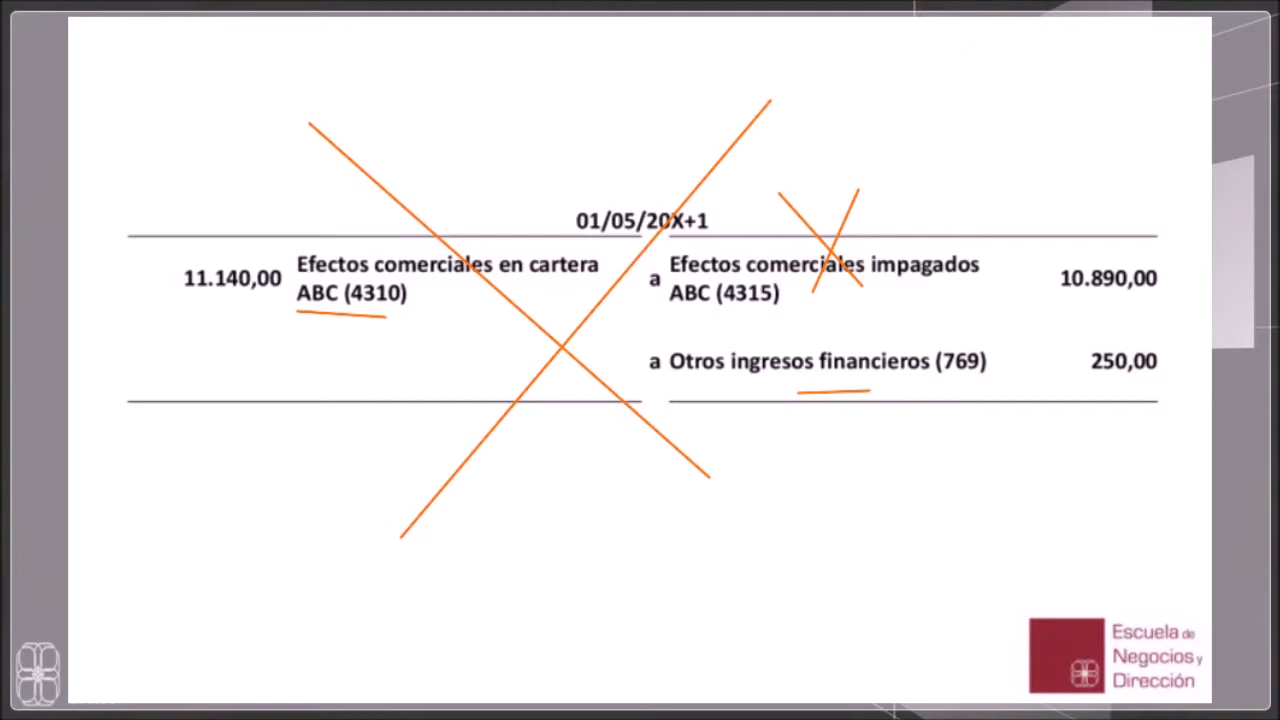 01/05/20X+1
11.140,00 Efectos comerciales en cartera
ABC (4310)
a Efectos comerciales impagados
ABC (4315)
10.890,00
a Otros ingresos financieros (769) 250,00
Escuela de
Negocios y
Dirección